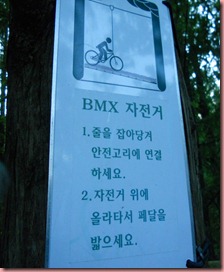 BMX 자전거
1. 줄을 잡아당겨
안전고리에 연결
하세요.
2. 자전거 위에
올라타서 페달을
밟으세요.